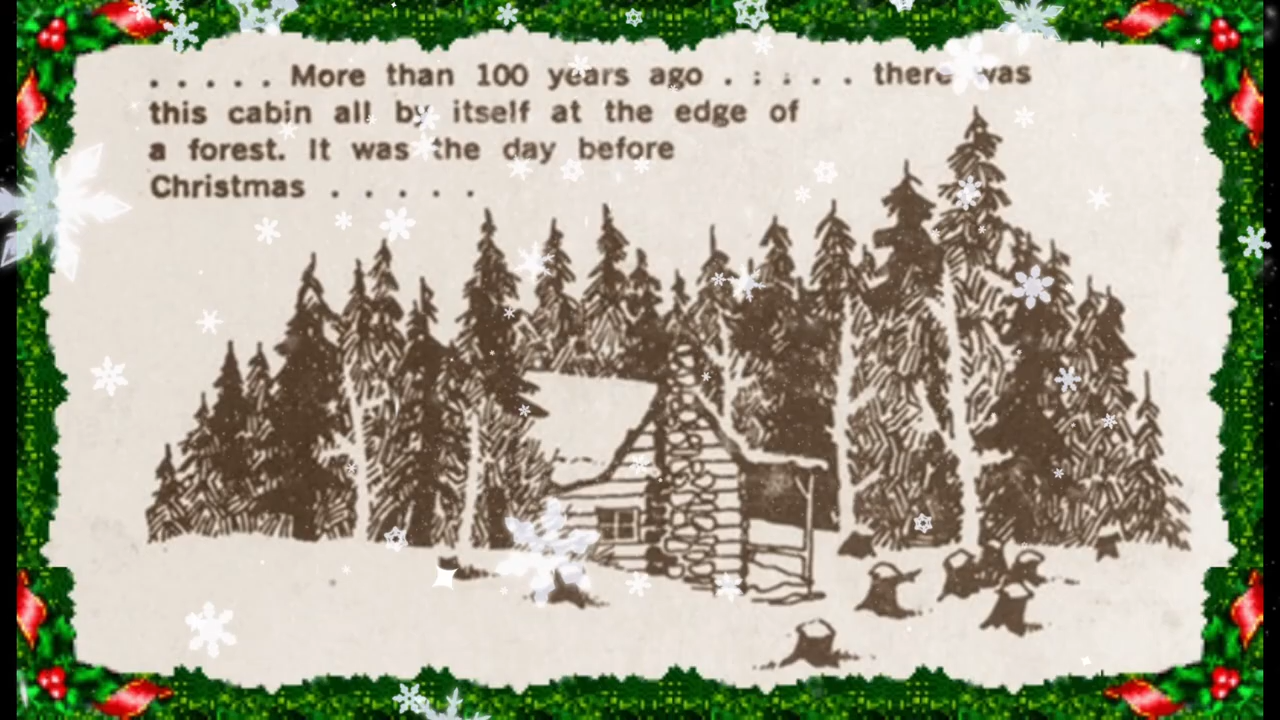 . . . . . More than 100 years ago . : . . . there was
this cabin all by itself at the edge of
a forest. It was the day before
Christmas . . . . .